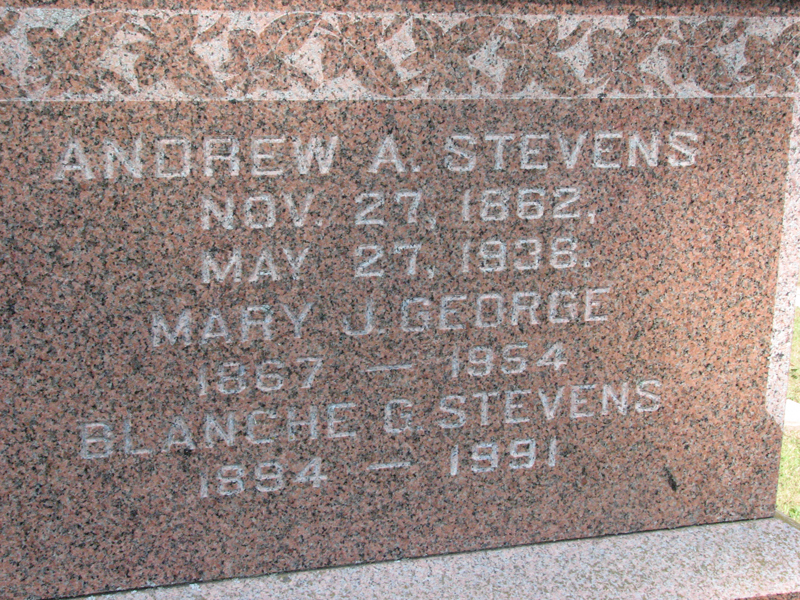 ANDREW A. STEVENS
NOV. 27, 1862,
MAY 27, 1938.
MARY J. GEORGE
1867 — 1954
BLANCHE G. STEVENS
1894 — 1991